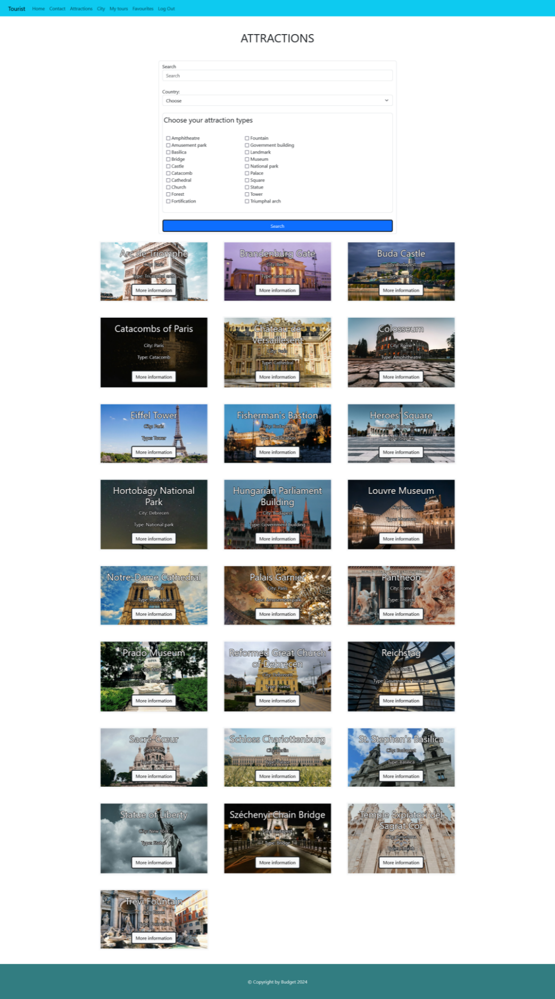 Tourist Home Contact Attractions City My tours Favourites Log Out
ATTRACTIONS
Search
Search
Country:
Choose
Choose your attraction types
Amphitheatre
Amusement park
Basilica
Bridge
Castle
Catacomb
Cathedral
Church
Forest
Fortification
Fountain
Government building
Landmark
Museum
National park
Palace
Square
Statue
Tower
Triumphal arch
Search
Arc de Triomphe
City: Paris
Type: Triumphal arch
More information
Brandenburg Gate
City: Berlin
Type: Landmark
More information
Buda Castle
City: Budapest
Type: Castle
More information
Catacombs of Paris
City: Paris
Type: Catacomb
More information
Château de
Versaillesent
City: Paris
Type: Cathedral
More information
Colosseum
City: Rome
Type: Amphitheatre
More information
Eiffel Tower
City: Paris
Type: Tower
More information
Fisherman's Bastion
City: Budapest
Type: Fortification
More information
Heroes' Square
City: Budapest
Type: Square
More information
Hortobágy National
Park
City: Debrecen
Type: National park
More information
Hungarian Parliament
Building
City: Budapest
Type: Government building
More information
Louvre Museum
City: Paris
Type: Museum
More information
Notre-Dame Cathedral
City: Paris
Type: Cathedral
More information
Palais Garnier
City: Paris
Type: Amusement park
More information
Pantheon
City: Rome
Type: Church
More information
Prado Museum
City: Madrid
Type: Museum
More information
Reformed Great Church
of Debrecen
City: Debrecen
Type: Forest
More information
Reichstag
City: Berlin
Type: Government building
More information
Sacré-Cœur
City: Paris
Type: Basilica
More information
Schloss Charlottenburg
City: Berlin
Type: Palace
More information
St. Stephen's Basilica
City: Budapest
Type: Basilica
More information
Statue of Liberty
City: New York
Type: Statue
More information
Széchenyi Chain Bridge
City: Budapest
Type: Bridge
More information
Temple Expiatori del
Sagrat Cor
City: Barcelona
Type: Church
More information
Trevi Fountain
City: Rome
Type: Fountain
More information
© Copyright by Budget 2024